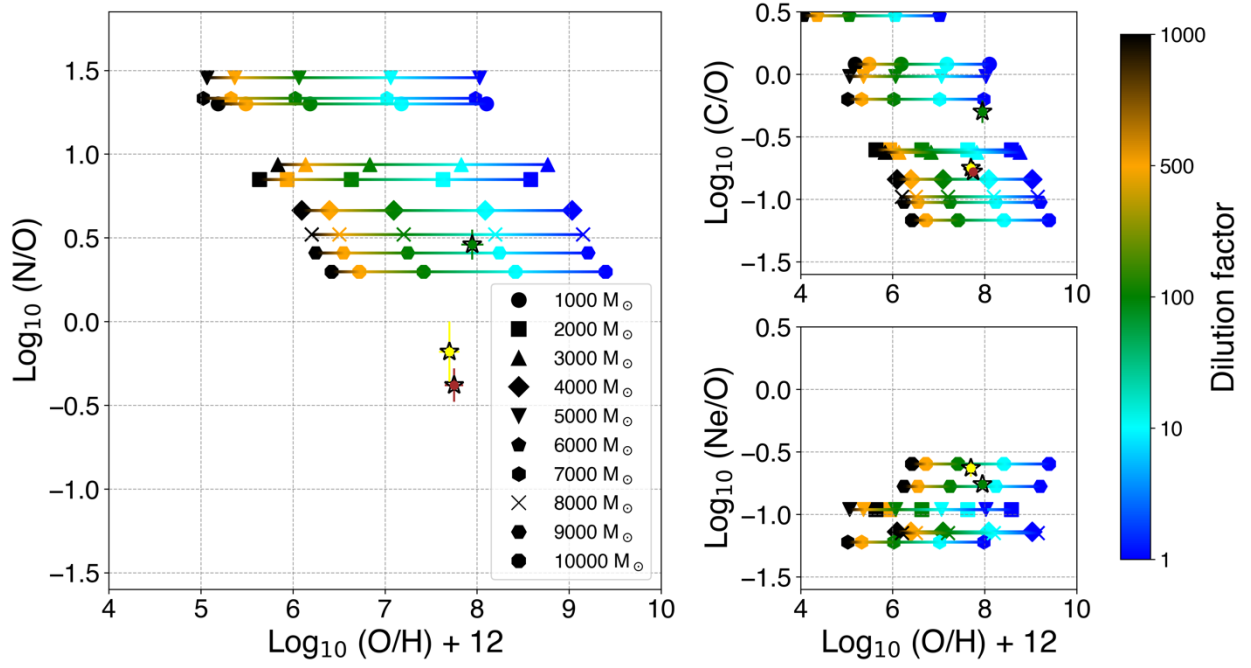 1.5
1.0
0.5
0.0
−0.5
−1.0
−1.5
Log₁₀ (N/O)
4 5 6 7 8 9 10
Log₁₀ (O/H) + 12
1000 M⊙
2000 M⊙
3000 M⊙
4000 M⊙
5000 M⊙
6000 M⊙
7000 M⊙
8000 M⊙
9000 M⊙
10000 M⊙
0.5
0.0
−0.5
−1.0
−1.5
Log₁₀ (C/O)
4 6 8 10
0.5
0.0
−0.5
−1.0
−1.5
Log₁₀ (Ne/O)
4 6 8 10
Log₁₀ (O/H) + 12
1000
500
100
10
1
Dilution factor